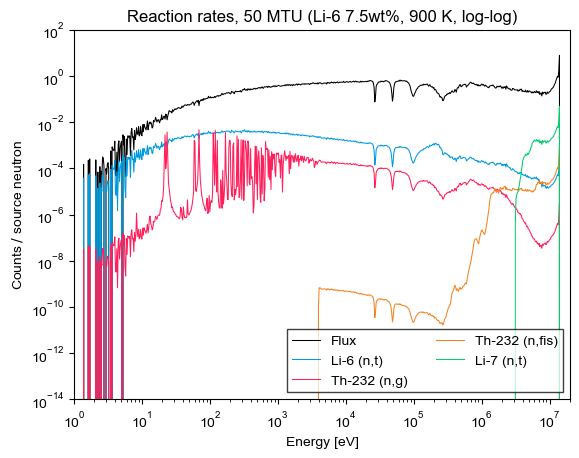 Reaction rates, 50 MTU (Li-6 7.5wt%, 900 K, log-log)
Counts / source neutron
10^2
10^0
10^-2
10^-4
10^-6
10^-8
10^-10
10^-12
10^-14
Flux
Li-6 (n,t)
Th-232 (n,g)
Th-232 (n,fis)
Li-7 (n,t)
10^0 10^1 10^2 10^3 10^4 10^5 10^6 10^7
Energy [eV]